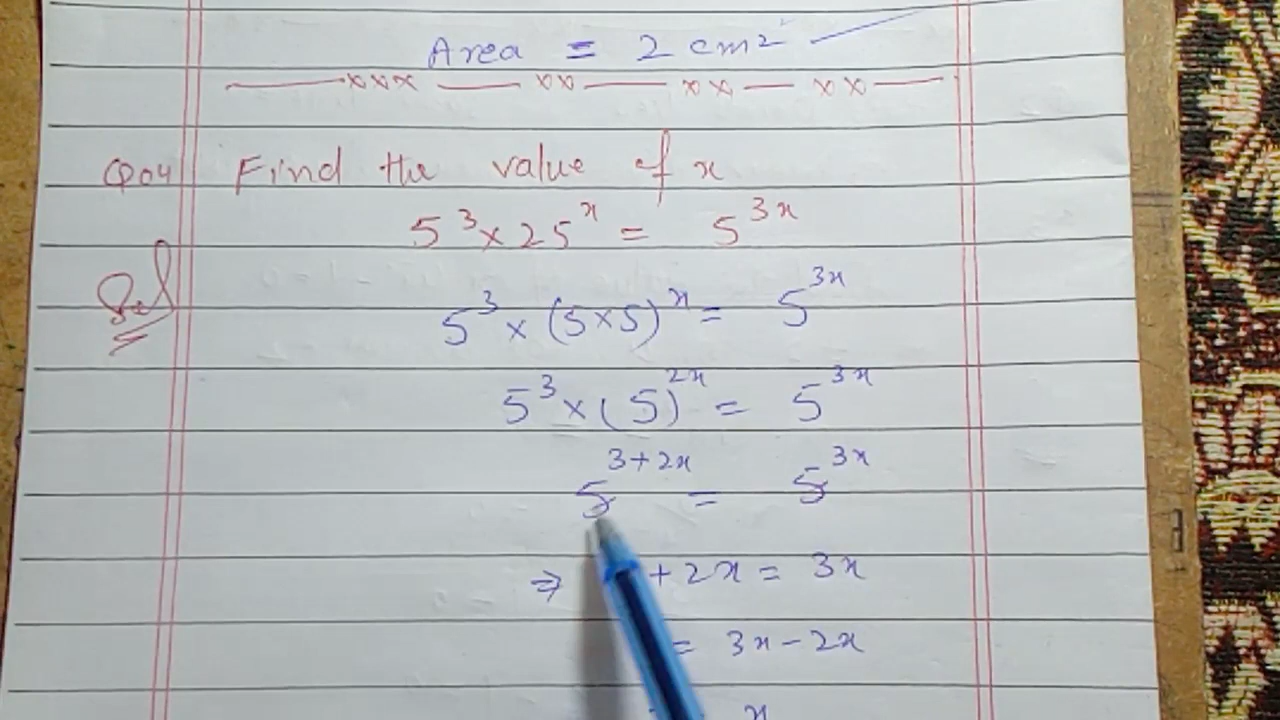 Area = 2 cm²
xxx xx xx xx
Q04 Find the value of x
5³ × 25ˣ = 5³ˣ
Sol
5³ × (5×5)ˣ = 5³ˣ
5³ × (5)²ˣ = 5³ˣ
5³⁺²ˣ = 5³ˣ
⇒ + 2x = 3x
= 3x - 2x
x